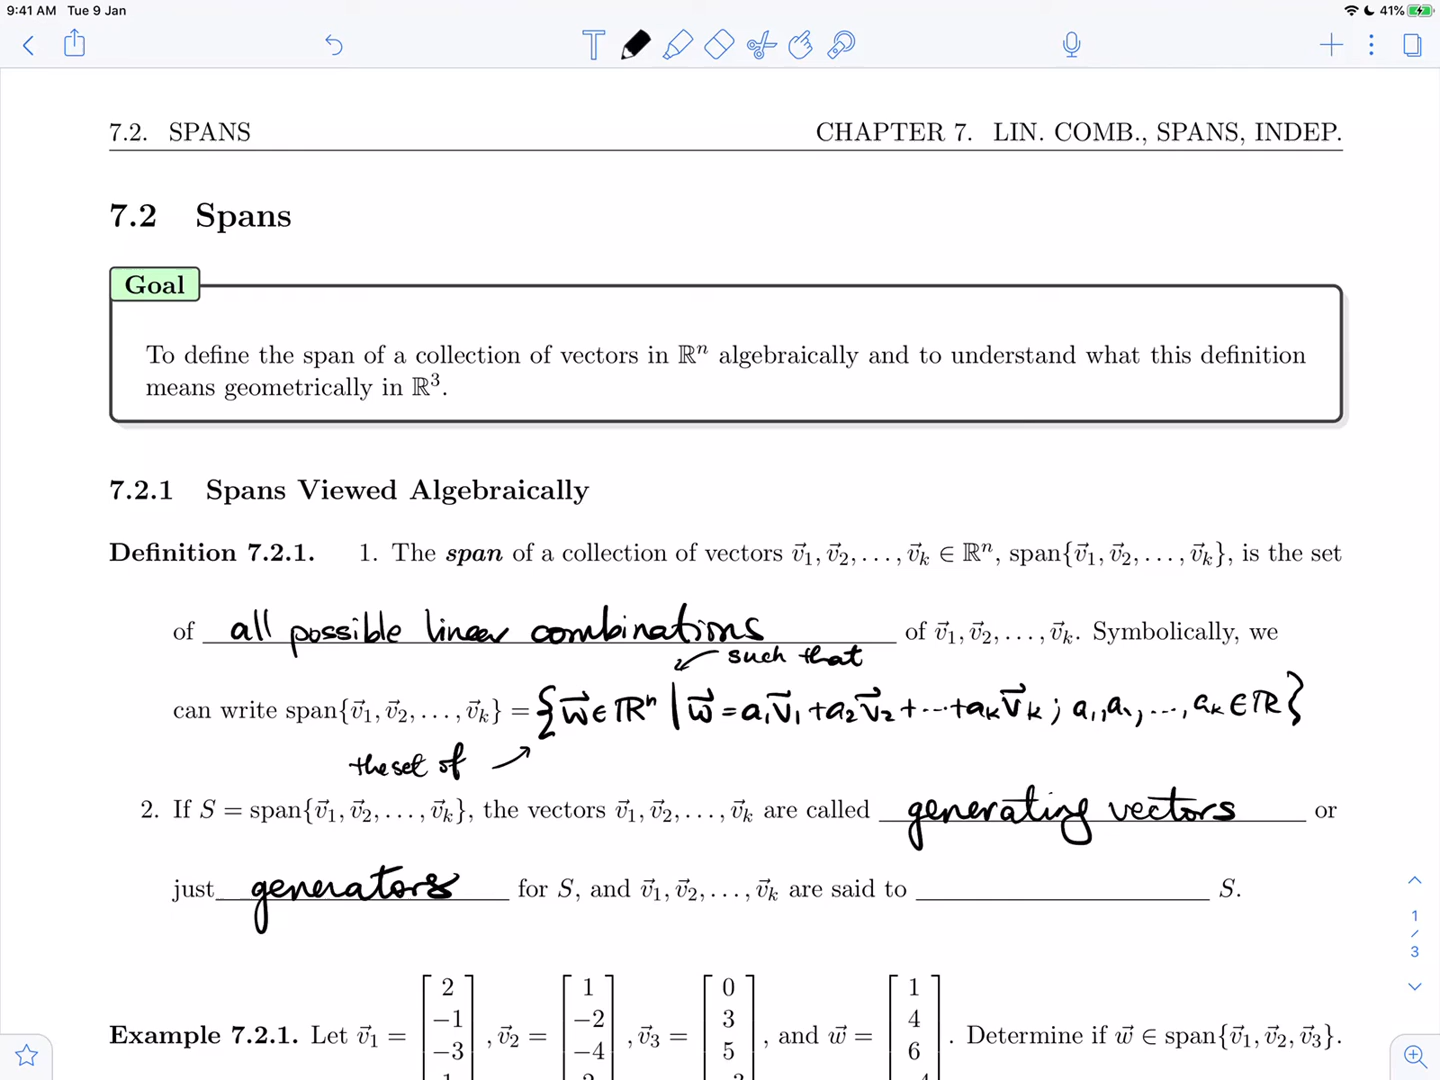 9:41 AM Tue 9 Jan 41%
7.2. SPANS CHAPTER 7. LIN. COMB., SPANS, INDEP.
7.2 Spans
Goal
To define the span of a collection of vectors in ℝⁿ algebraically and to understand what this definition
means geometrically in ℝ³.
7.2.1 Spans Viewed Algebraically
Definition 7.2.1. 1. The span of a collection of vectors v⃗₁, v⃗₂, . . . , v⃗ₖ ∈ ℝⁿ, span{v⃗₁, v⃗₂, . . . , v⃗ₖ}, is the set
of all possible linear combinations of v⃗₁, v⃗₂, . . . , v⃗ₖ. Symbolically, we
such that
can write span{v⃗₁, v⃗₂, . . . , v⃗ₖ} = {w⃗ ∈ ℝⁿ | w⃗ = a₁v⃗₁ + a₂v⃗₂ + ··· + aₖv⃗ₖ ; a₁, a₂, ..., aₖ ∈ ℝ}
the set of
2. If S = span{v⃗₁, v⃗₂, . . . , v⃗ₖ}, the vectors v⃗₁, v⃗₂, . . . , v⃗ₖ are called generating vectors or
just generators for S, and v⃗₁, v⃗₂, . . . , v⃗ₖ are said to ____________ S.
1
/
3
Example 7.2.1. Let v⃗₁ = [2 −1 −3, v⃗₂ = [1 −2 −4, v⃗₃ = [0 3 5, and w⃗ = [1 4 6. Determine if w⃗ ∈ span{v⃗₁, v⃗₂, v⃗₃}.